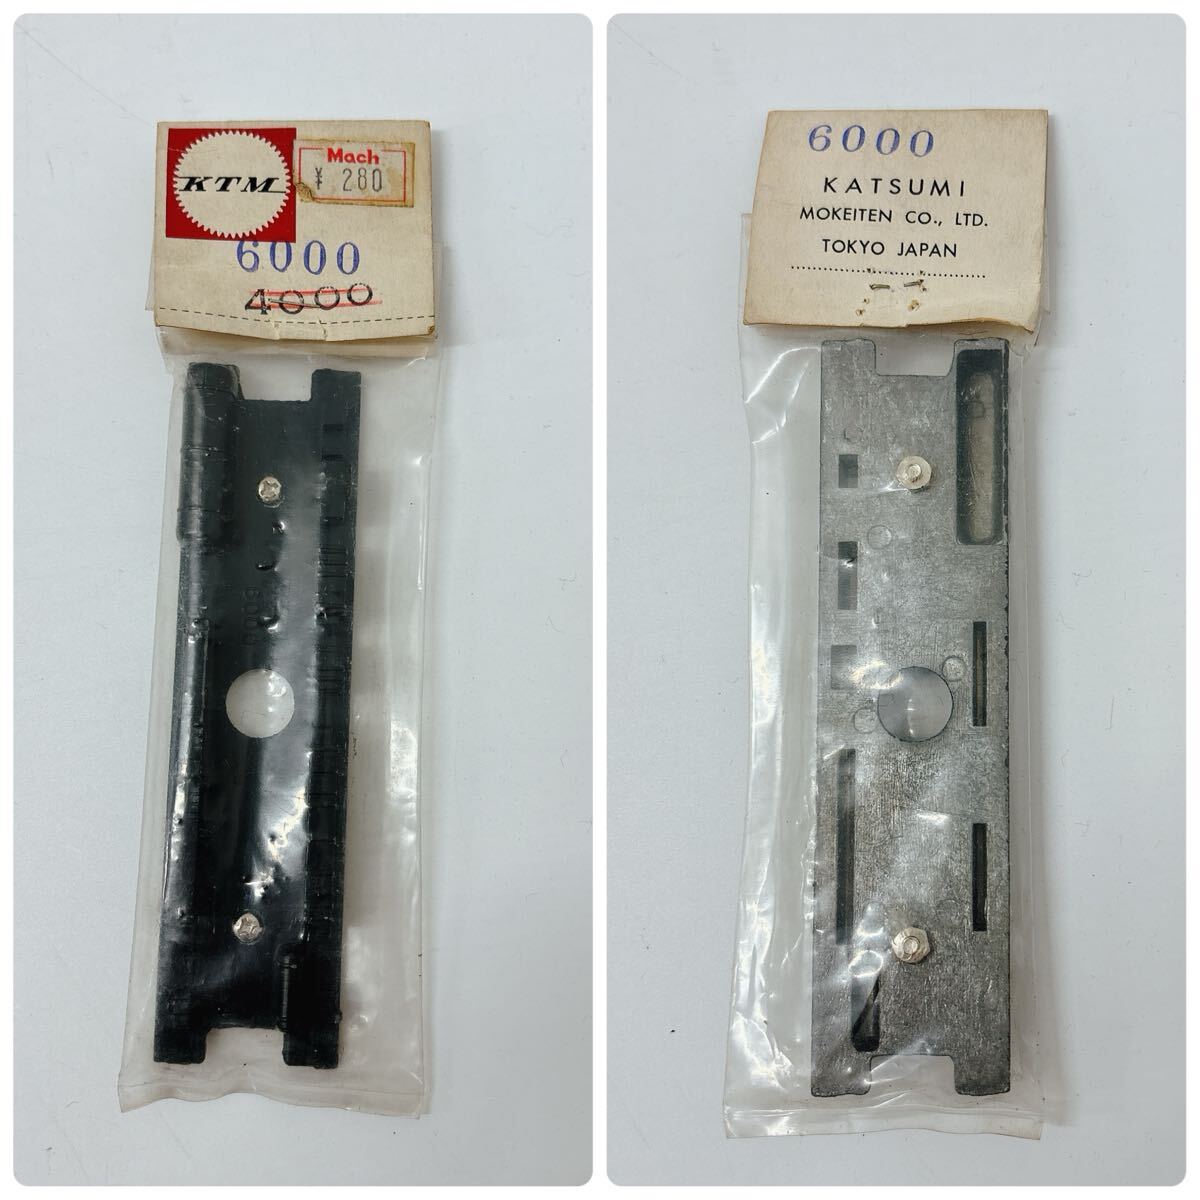 KTM
Mach
¥ 280
6000
4000
6000
6000
KATSUMI
MOKEITEN CO., LTD.
TOKYO JAPAN